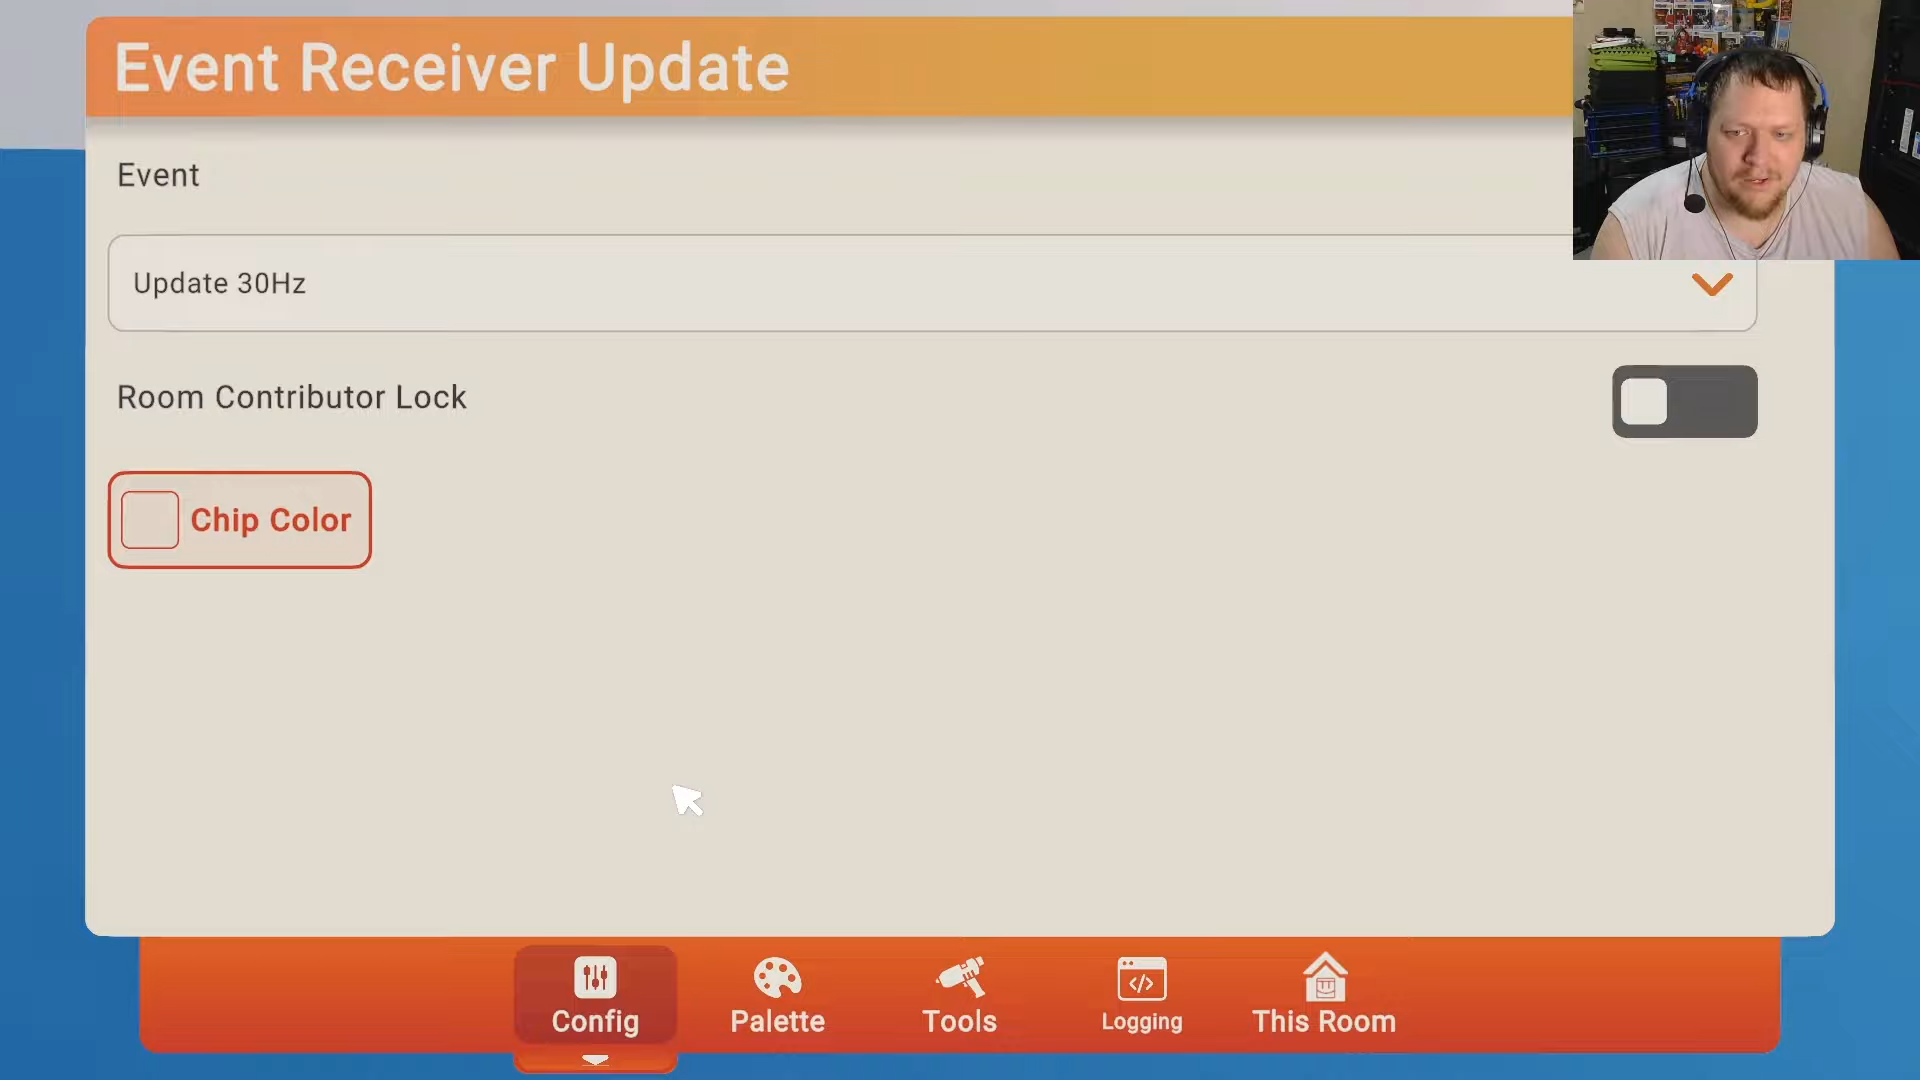 Event Receiver Update
Event
Update 30Hz
Room Contributor Lock
Chip Color
Config
Palette
Tools
Logging
This Room